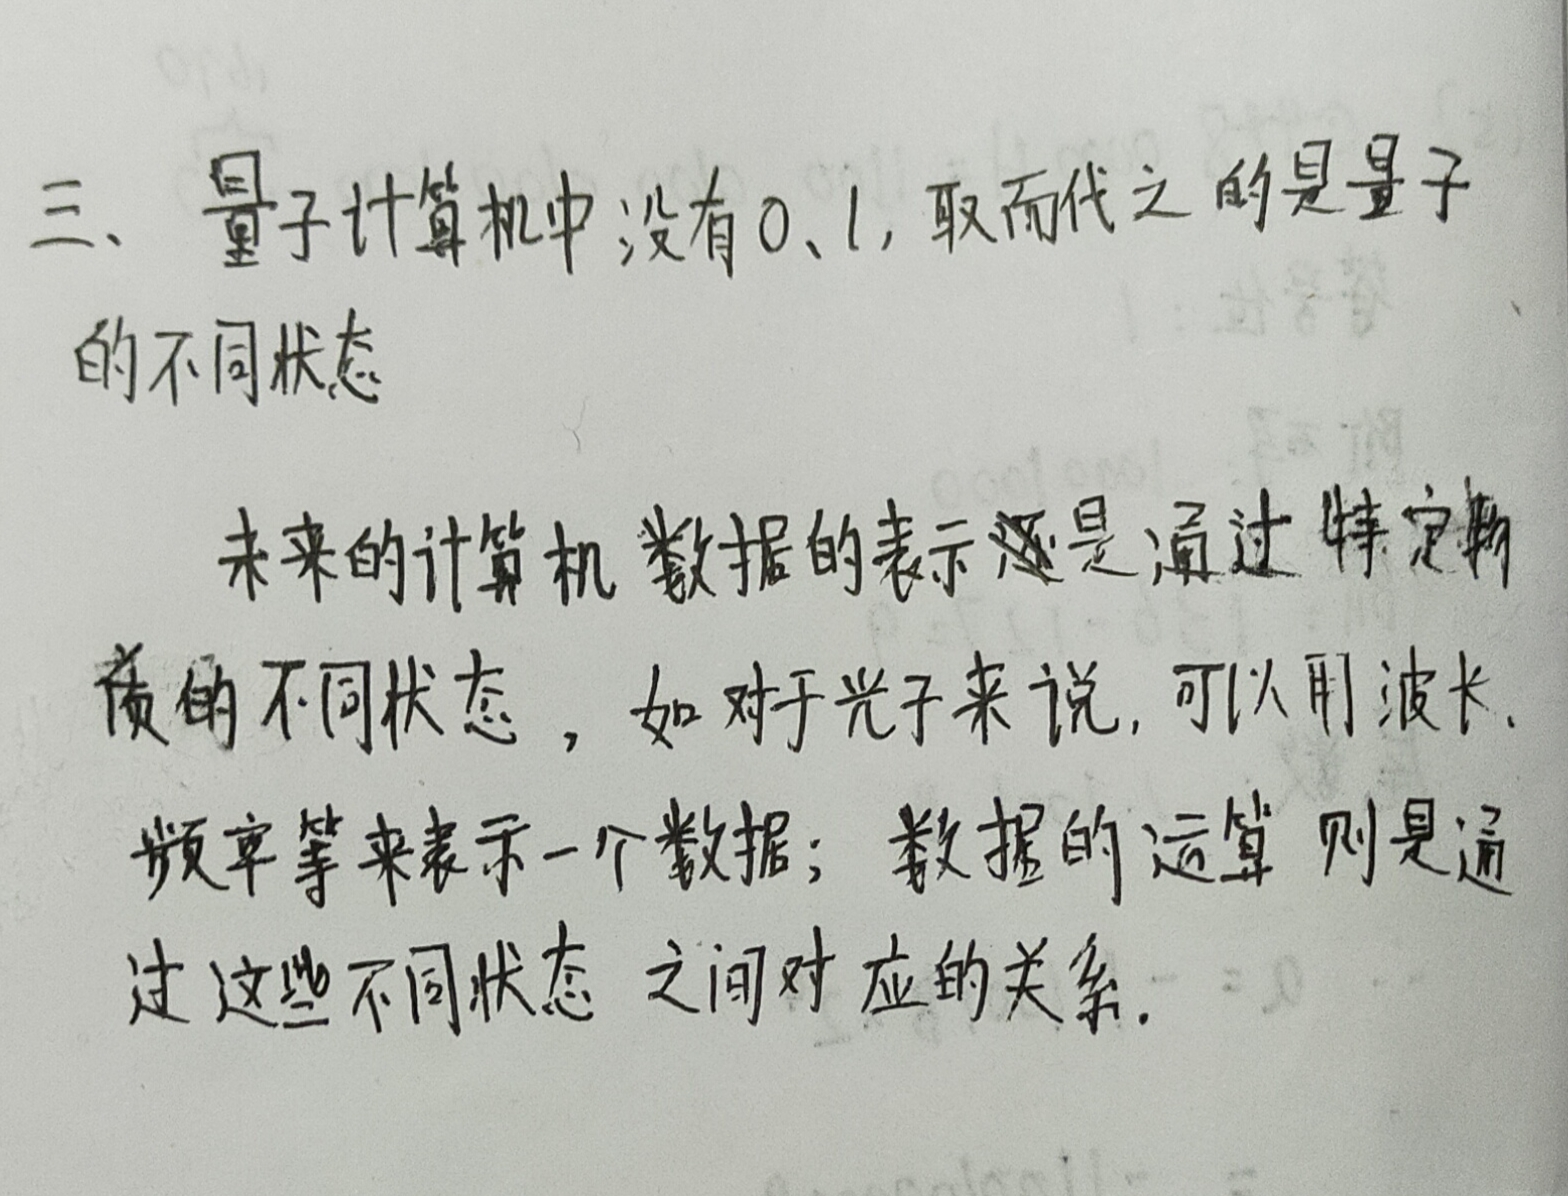 三、量子计算机中没有0、1，取而代之的是量子
的不同状态
未来的计算机数据的表示还是通过特定物
质的不同状态，如对于光子来说，可以用波长、
频率等来表示一个数据；数据的运算则是通
过这些不同状态之间对应的关系.